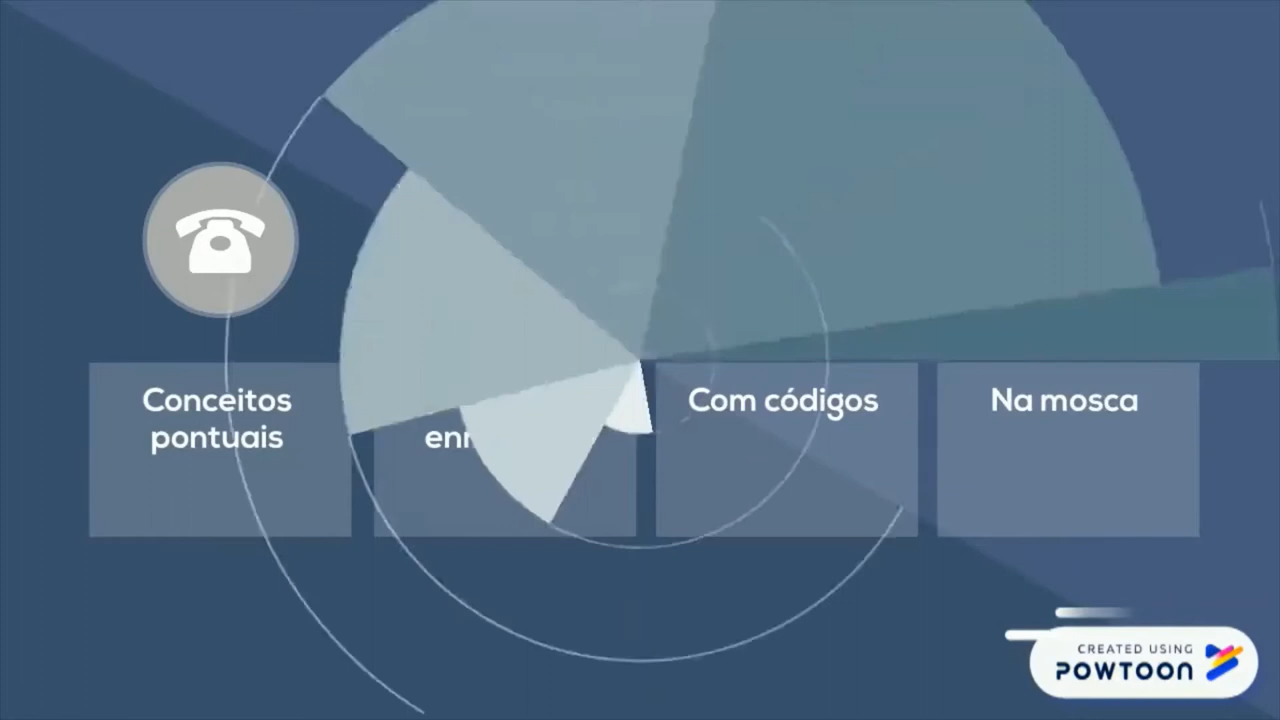 Conceitos
pontuais
Com códigos
Na mosca
CREATED USING
POWTOON